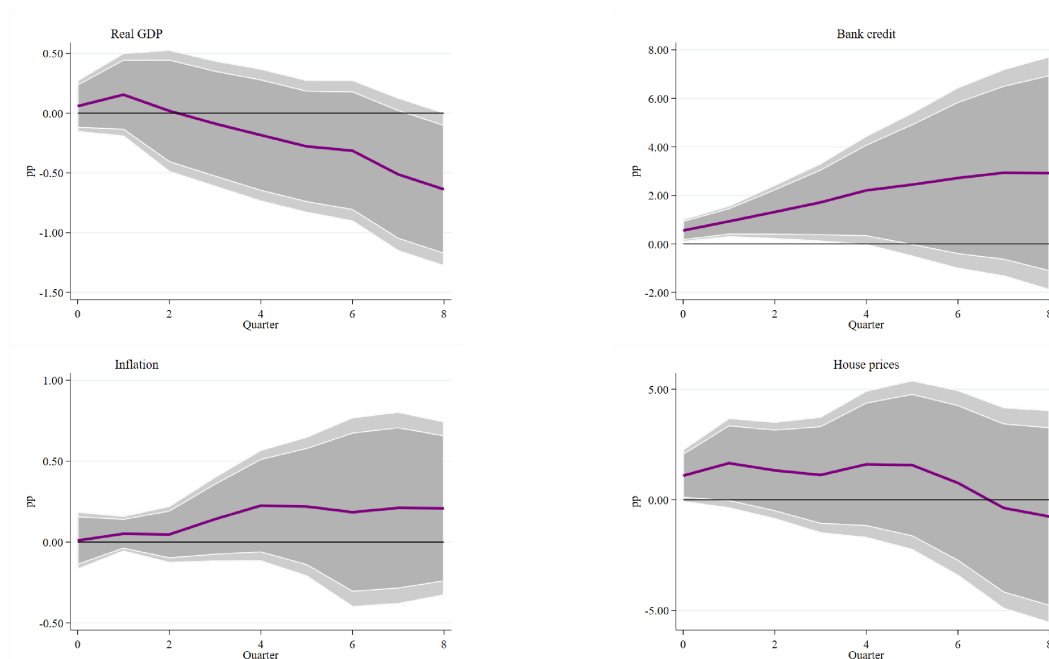 Real GDP
0.50
0.00
-0.50
-1.00
-1.50
pp
0 2 4 6 8
Quarter
Bank credit
8.00
6.00
4.00
2.00
0.00
-2.00
pp
0 2 4 6 8
Quarter
Inflation
1.00
0.50
0.00
-0.50
pp
0 2 4 6 8
Quarter
House prices
5.00
0.00
-5.00
pp
0 2 4 6 8
Quarter